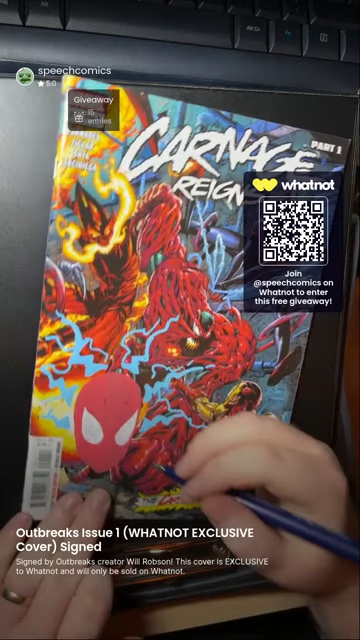 speechcomics
★ 5.0
Giveaway
15
entries
CARNAGE
REIGN
PART 1
whatnot
Join
@speechcomics on
Whatnot to enter
this free giveaway!
Outbreaks Issue 1 (WHATNOT EXCLUSIVE
Cover) Signed
Signed by Outbreaks creator Will Robson! This cover is EXCLUSIVE
to Whatnot and will only be sold on Whatnot.